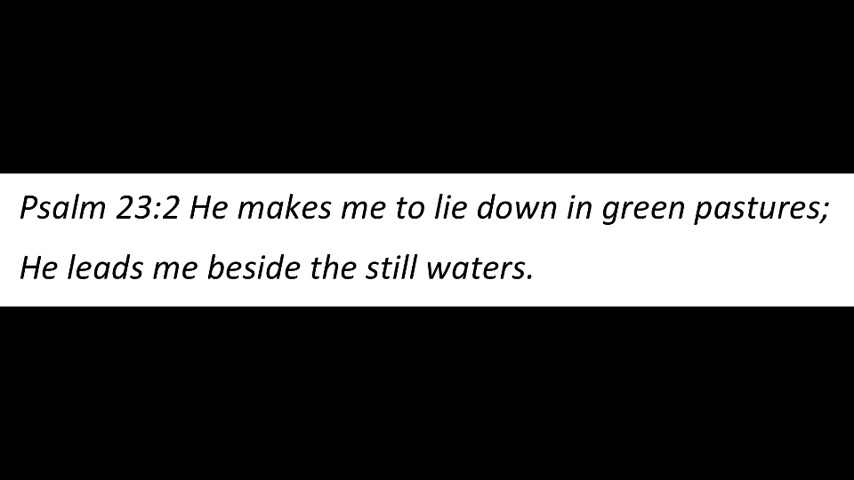 Psalm 23:2 He makes me to lie down in green pastures;
He leads me beside the still waters.